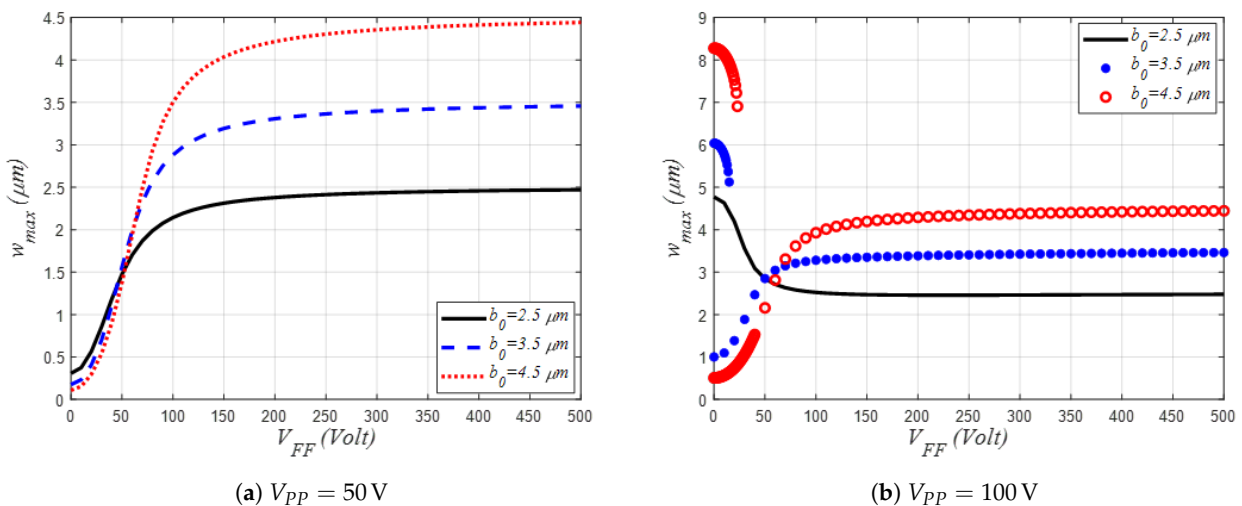 4.5
4
3.5
3
2.5
2
1.5
1
0.5
0
w_max (μm)
0 50 100 150 200 250 300 350 400 450 500
V_FF (Volt)
b_0=2.5 μm
b_0=3.5 μm
b_0=4.5 μm
(a) V_PP = 50 V
9
8
7
6
5
4
3
2
1
0
w_max (μm)
0 50 100 150 200 250 300 350 400 450 500
V_FF (Volt)
b_0=2.5 μm
b_0=3.5 μm
b_0=4.5 μm
(b) V_PP = 100 V